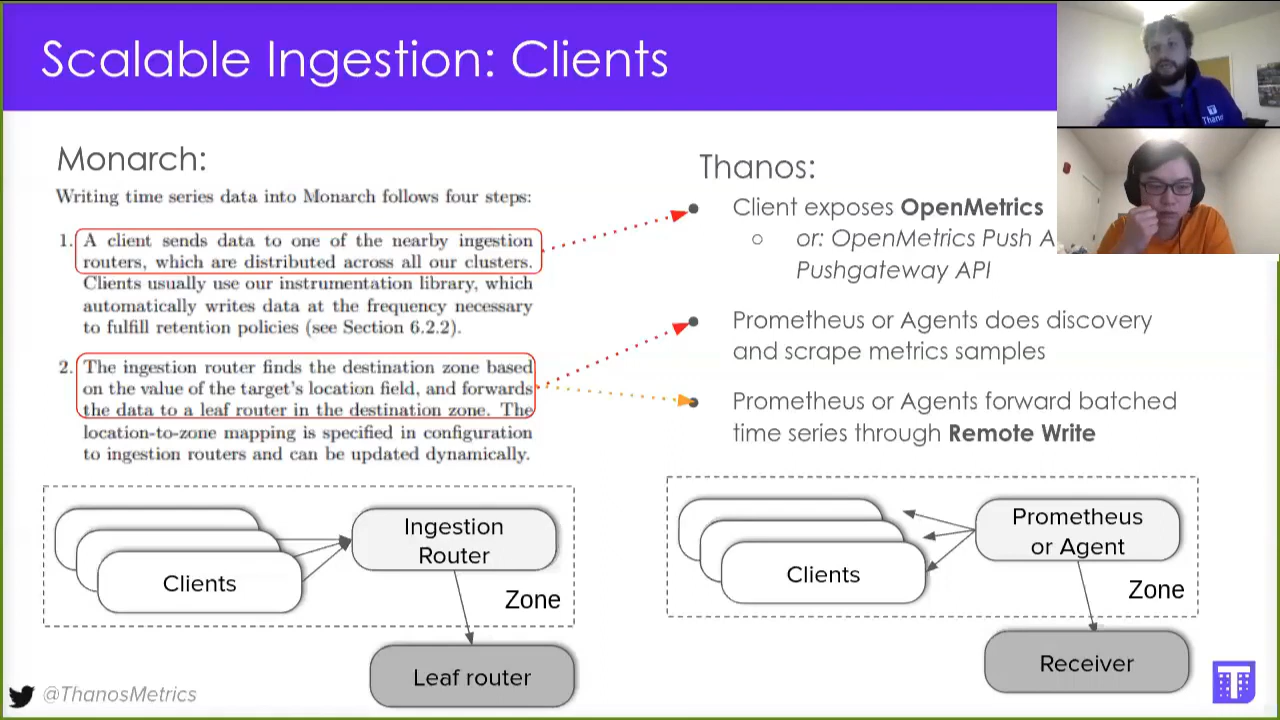 Scalable Ingestion: Clients
Monarch:
Writing time series data into Monarch follows four steps:
1. A client sends data to one of the nearby ingestion
routers, which are distributed across all our clusters.
Clients usually use our instrumentation library, which
automatically writes data at the frequency necessary
to fulfill retention policies (see Section 6.2.2).
2. The ingestion router finds the destination zone based
on the value of the target's location field, and forwards
the data to a leaf router in the destination zone. The
location-to-zone mapping is specified in configuration
to ingestion routers and can be updated dynamically.
Clients
Ingestion
Router
Zone
Leaf router
@ThanosMetrics
Thanos:
Client exposes OpenMetrics
or: OpenMetrics Push A
Pushgateway API
Prometheus or Agents does discovery
and scrape metrics samples
Prometheus or Agents forward batched
time series through Remote Write
Clients
Prometheus
or Agent
Zone
Receiver
T
Thanos